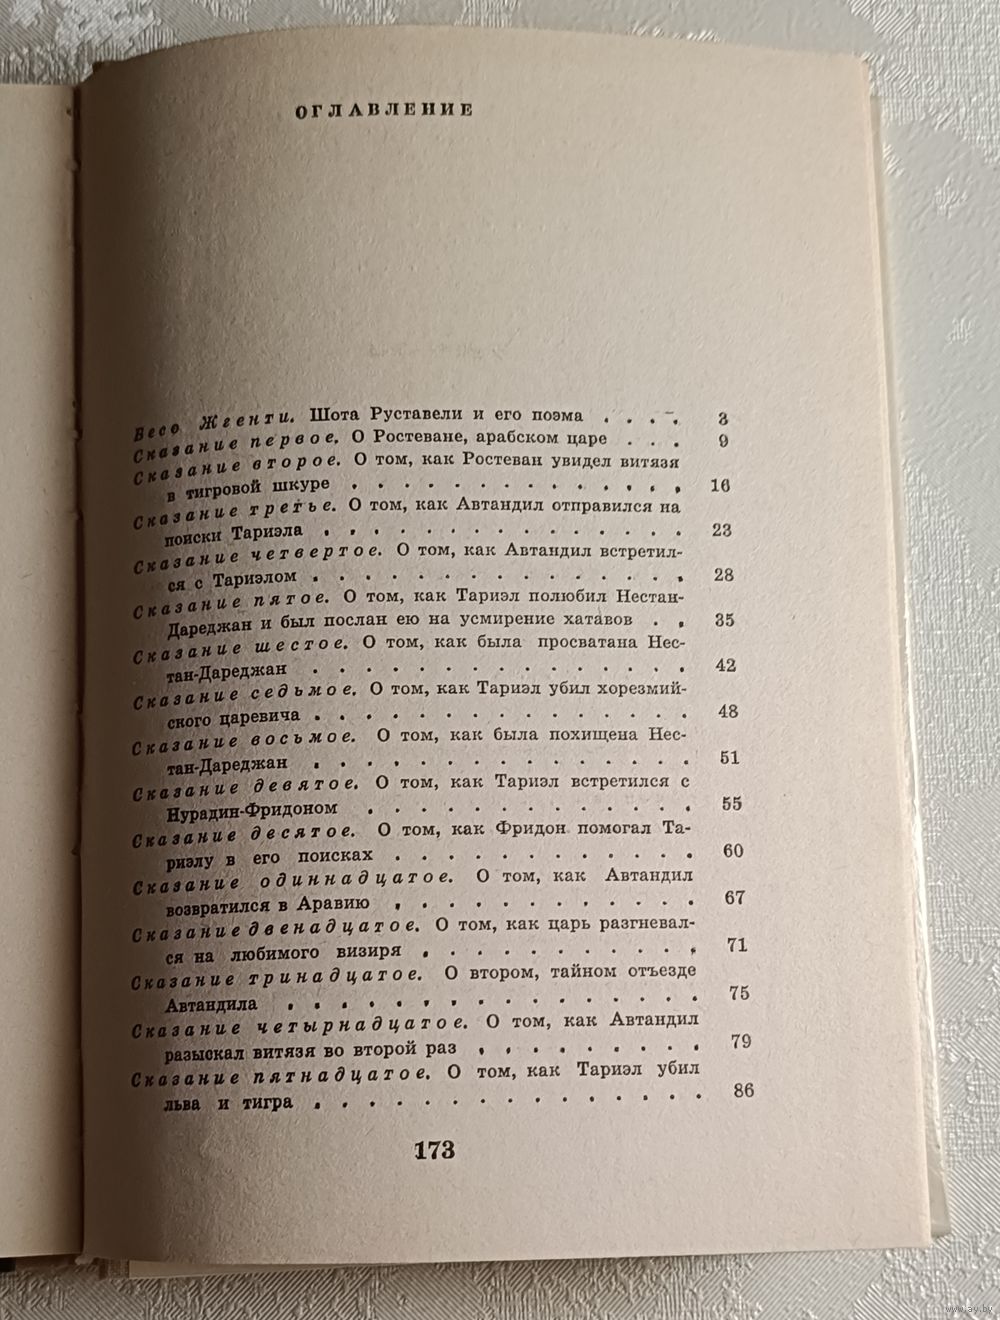 ОГЛАВЛЕНИЕ
Бесо Жгенти. Шота Руставели и его поэма . . . . 3
Сказание первое. О Ростеване, арабском царе . . . 9
Сказание второе. О том, как Ростеван увидел витязя
в тигровой шкуре . . . . . . . . . . . . . 16
Сказание третье. О том, как Автандил отправился на
поиски Тариэла . . . . . . . . . . . . . . 23
Сказание четвертое. О том, как Автандил встретил-
ся с Тариэлом . . . . . . . . . . . . . . 28
Сказание пятое. О том, как Тариэл полюбил Нестан-
Дареджан и был послан ею на усмирение хатавов . . 35
Сказание шестое. О том, как была просватана Нес-
тан-Дареджан . . . . . . . . . . . . . . 42
Сказание седьмое. О том, как Тариэл убил хорезмий-
ского царевича . . . . . . . . . . . . . . 48
Сказание восьмое. О том, как была похищена Нес-
тан-Дареджан . . . . . . . . . . . . . . 51
Сказание девятое. О том, как Тариэл встретился с
Нурадин-Фридоном . . . . . . . . . . . . 55
Сказание десятое. О том, как Фридон помогал Та-
риэлу в его поисках . . . . . . . . . . . . 60
Сказание одиннадцатое. О том, как Автандил
возвратился в Аравию . . . . . . . . . . . 67
Сказание двенадцатое. О том, как царь разгневал-
ся на любимого визиря . . . . . . . . . . 71
Сказание тринадцатое. О втором, тайном отъезде
Автандила . . . . . . . . . . . . . . . . 75
Сказание четырнадцатое. О том, как Автандил
разыскал витязя во второй раз . . . . . . . . . 79
Сказание пятнадцатое. О том, как Тариэл убил
льва и тигра . . . . . . . . . . . . . . . 86
173
www.ay.by